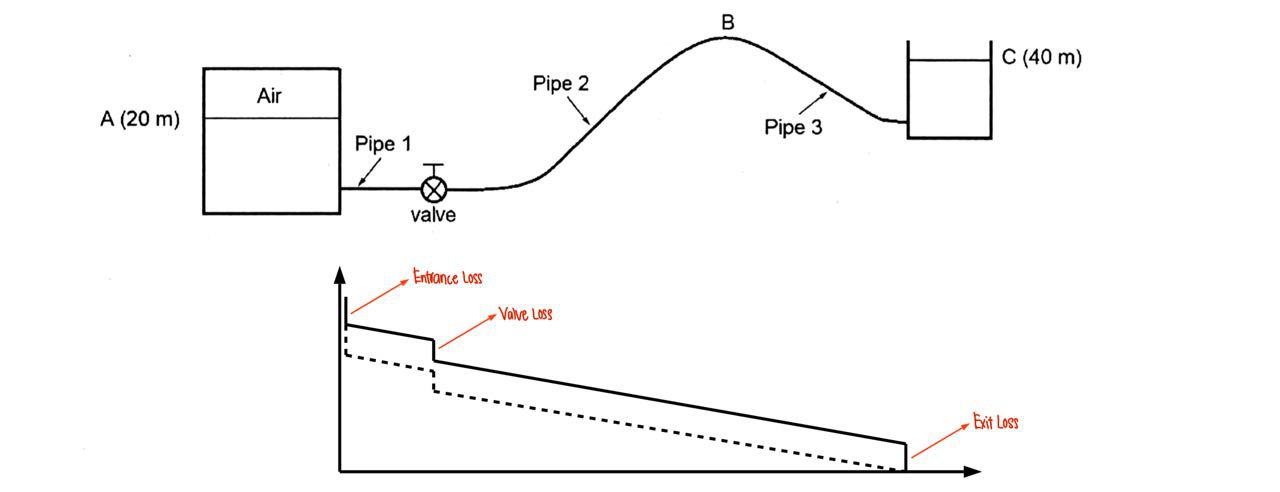 B
C (40 m)
Pipe 2
Air
A (20 m)
Pipe 3
Pipe 1
valve
Entrance Loss
Valve Loss
Exit Loss